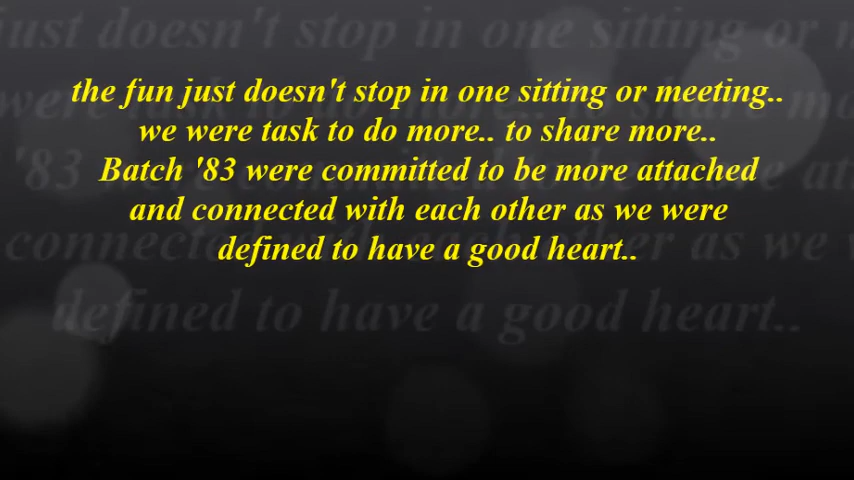 the fun just doesn't stop in one sitting or meeting..
we were task to do more.. to share more..
Batch '83 were committed to be more attached
and connected with each other as we were
defined to have a good heart..